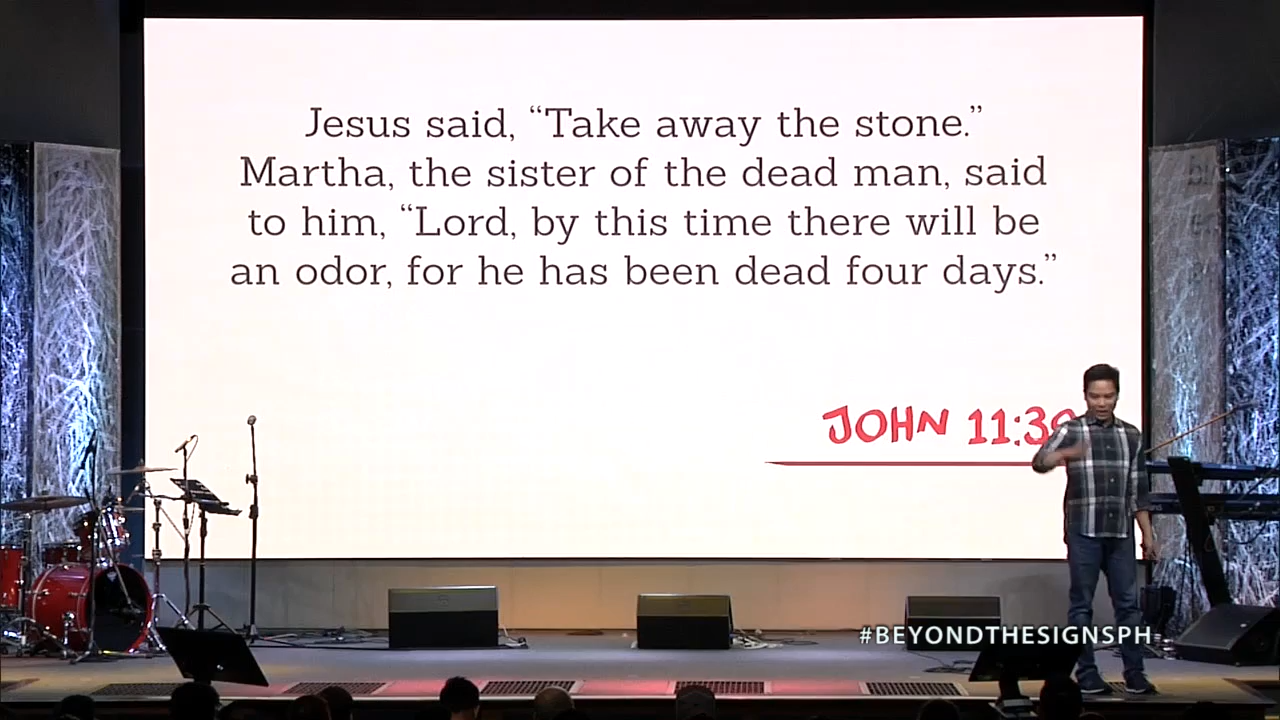 Jesus said, “Take away the stone.”
Martha, the sister of the dead man, said
to him, “Lord, by this time there will be
an odor, for he has been dead four days.”
JOHN 11:39
#BEYONDTHESIGNSPH